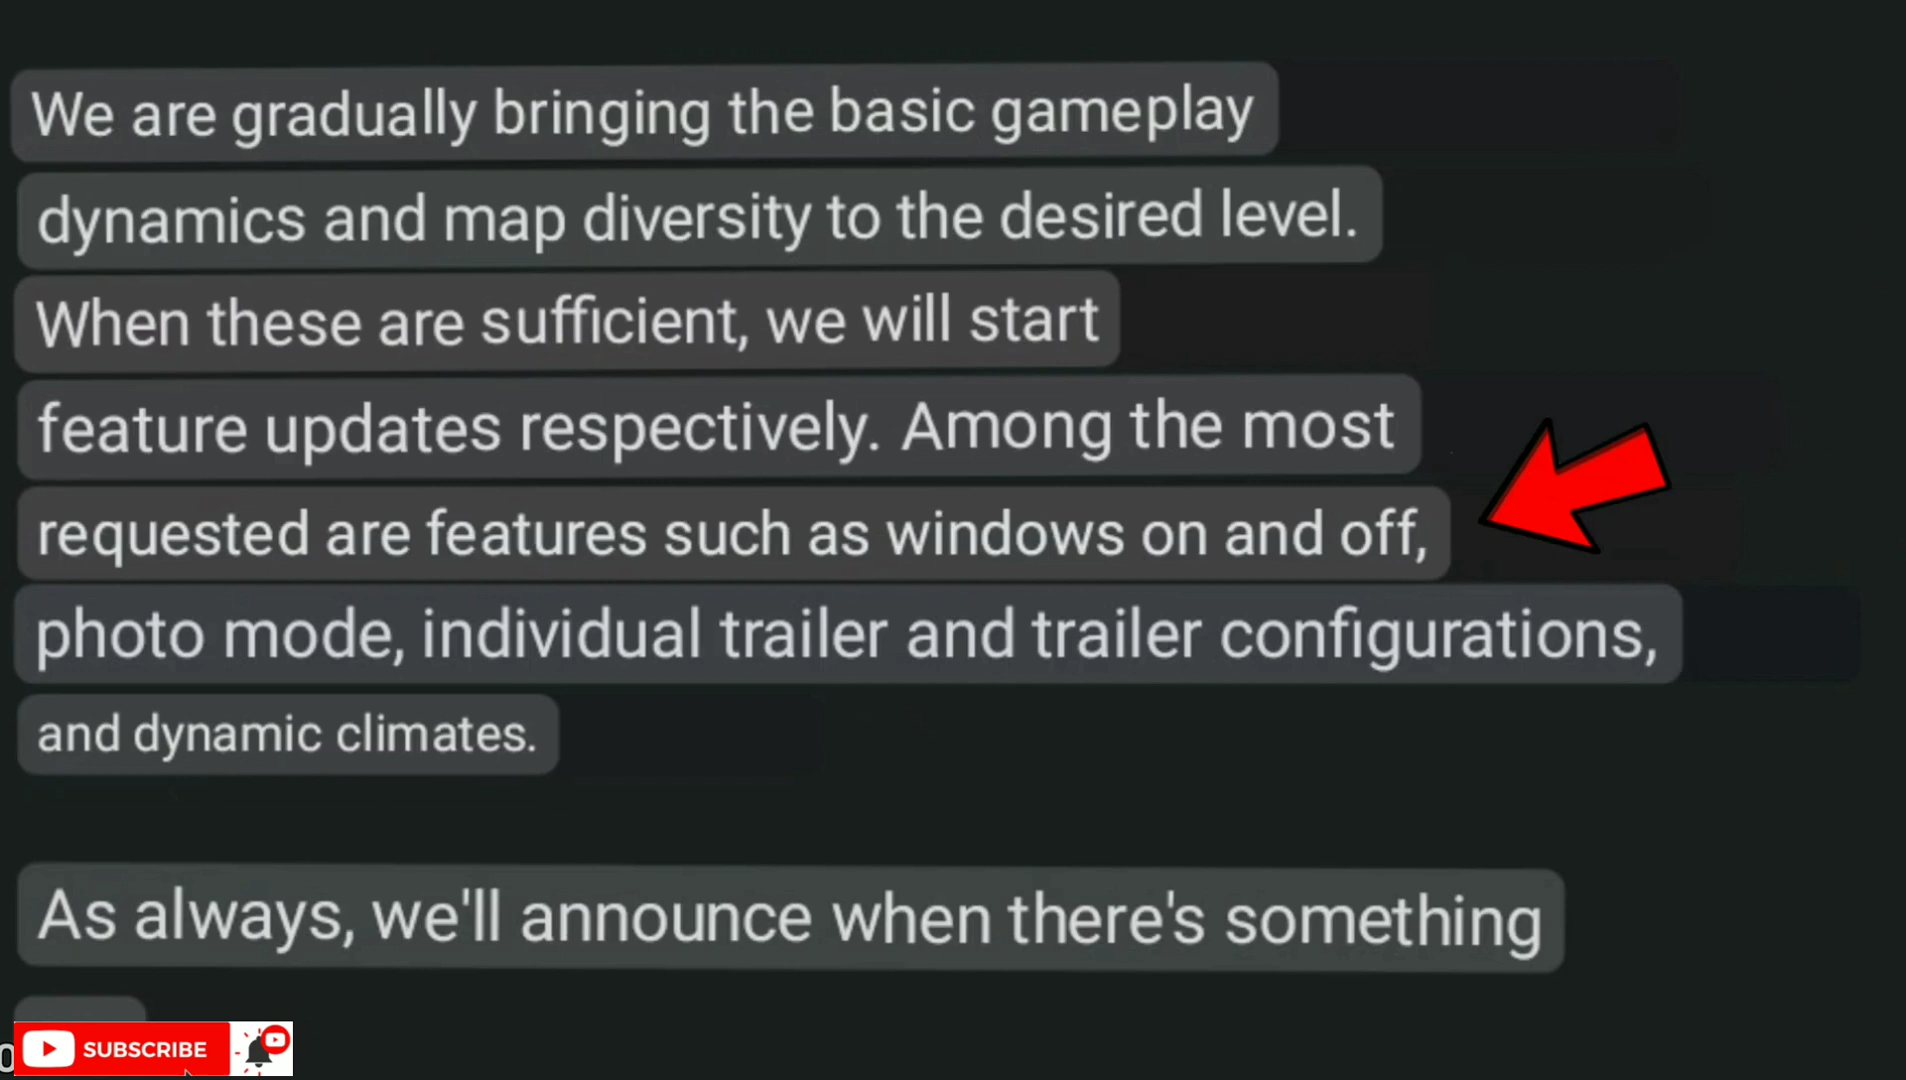 We are gradually bringing the basic gameplay
dynamics and map diversity to the desired level.
When these are sufficient, we will start
feature updates respectively. Among the most
requested are features such as windows on and off,
photo mode, individual trailer and trailer configurations,
and dynamic climates.
As always, we'll announce when there's something
SUBSCRIBE